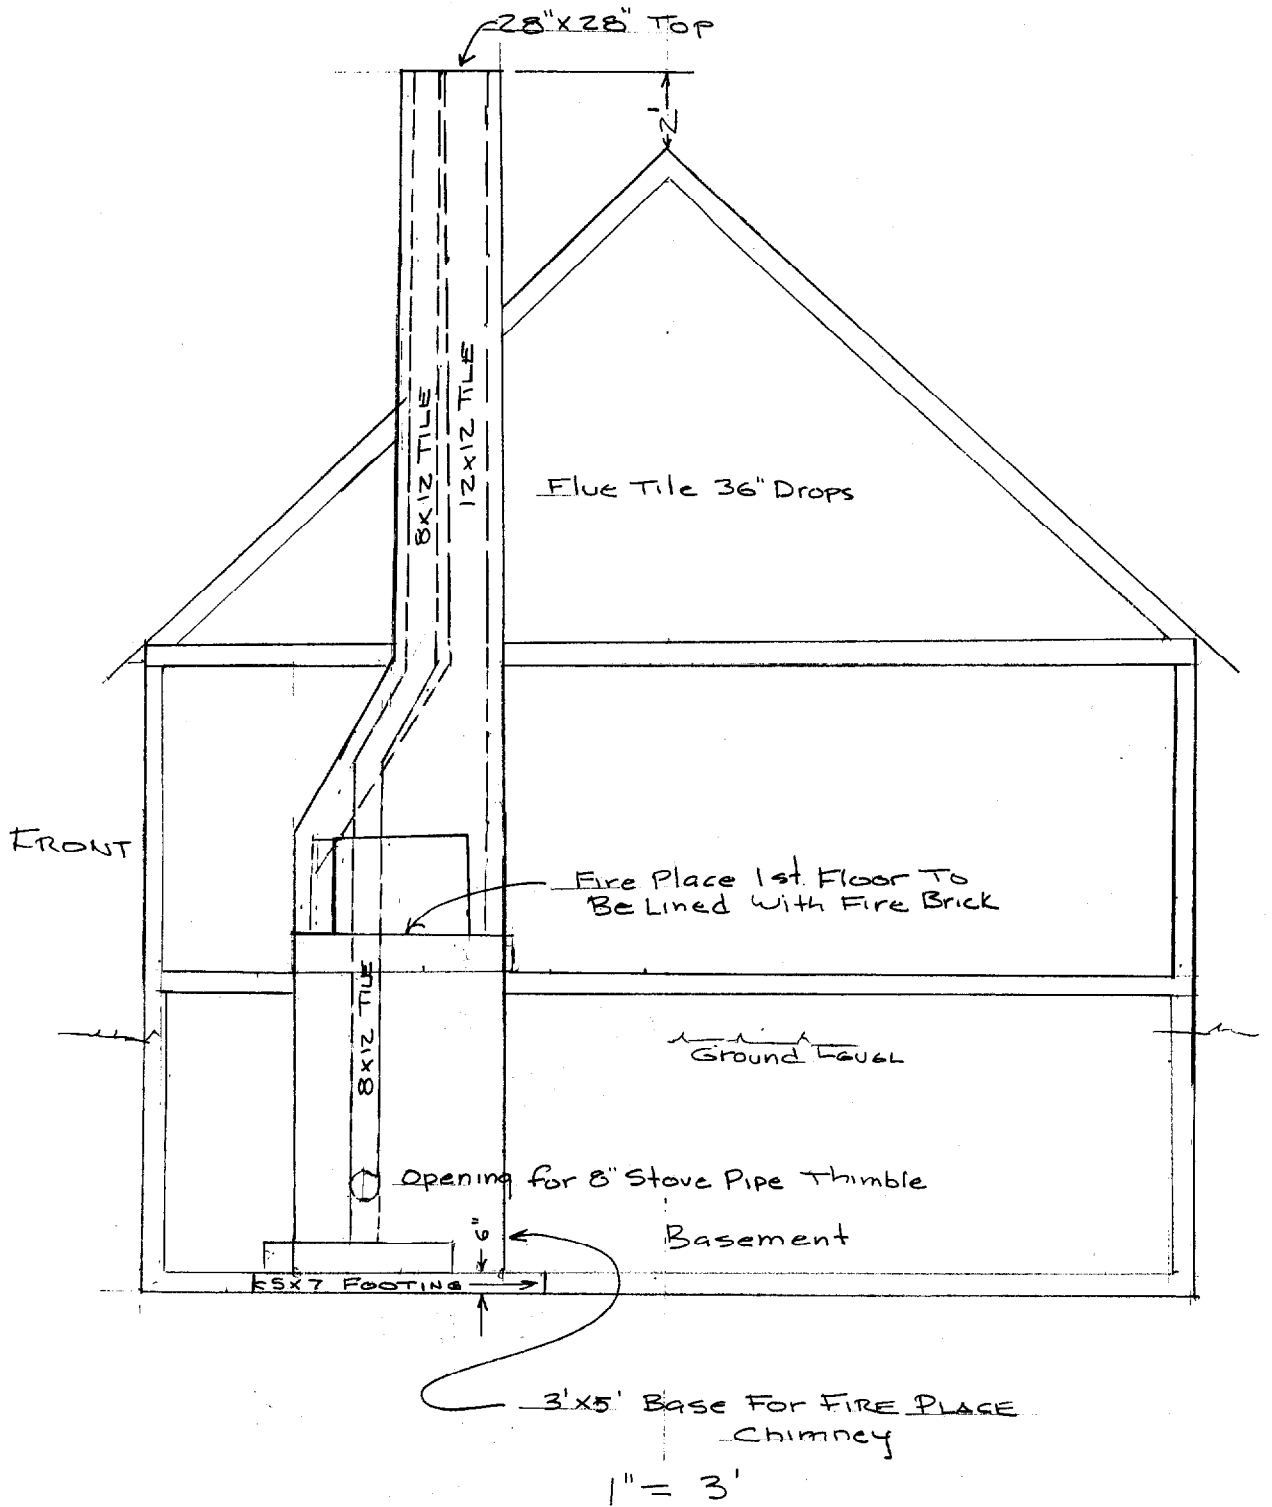 28"X28" Top
2'
8X12 TILE
12X12 TILE
Flue Tile 36" Drops
FRONT
Fire Place 1st Floor To
Be Lined With Fire Brick
8X12 TILE
Ground Level
Opening for 8" Stove Pipe Thimble
6"
Basement
5X7 FOOTING
3'X5' Base For FIRE PLACE
Chimney
1" = 3'